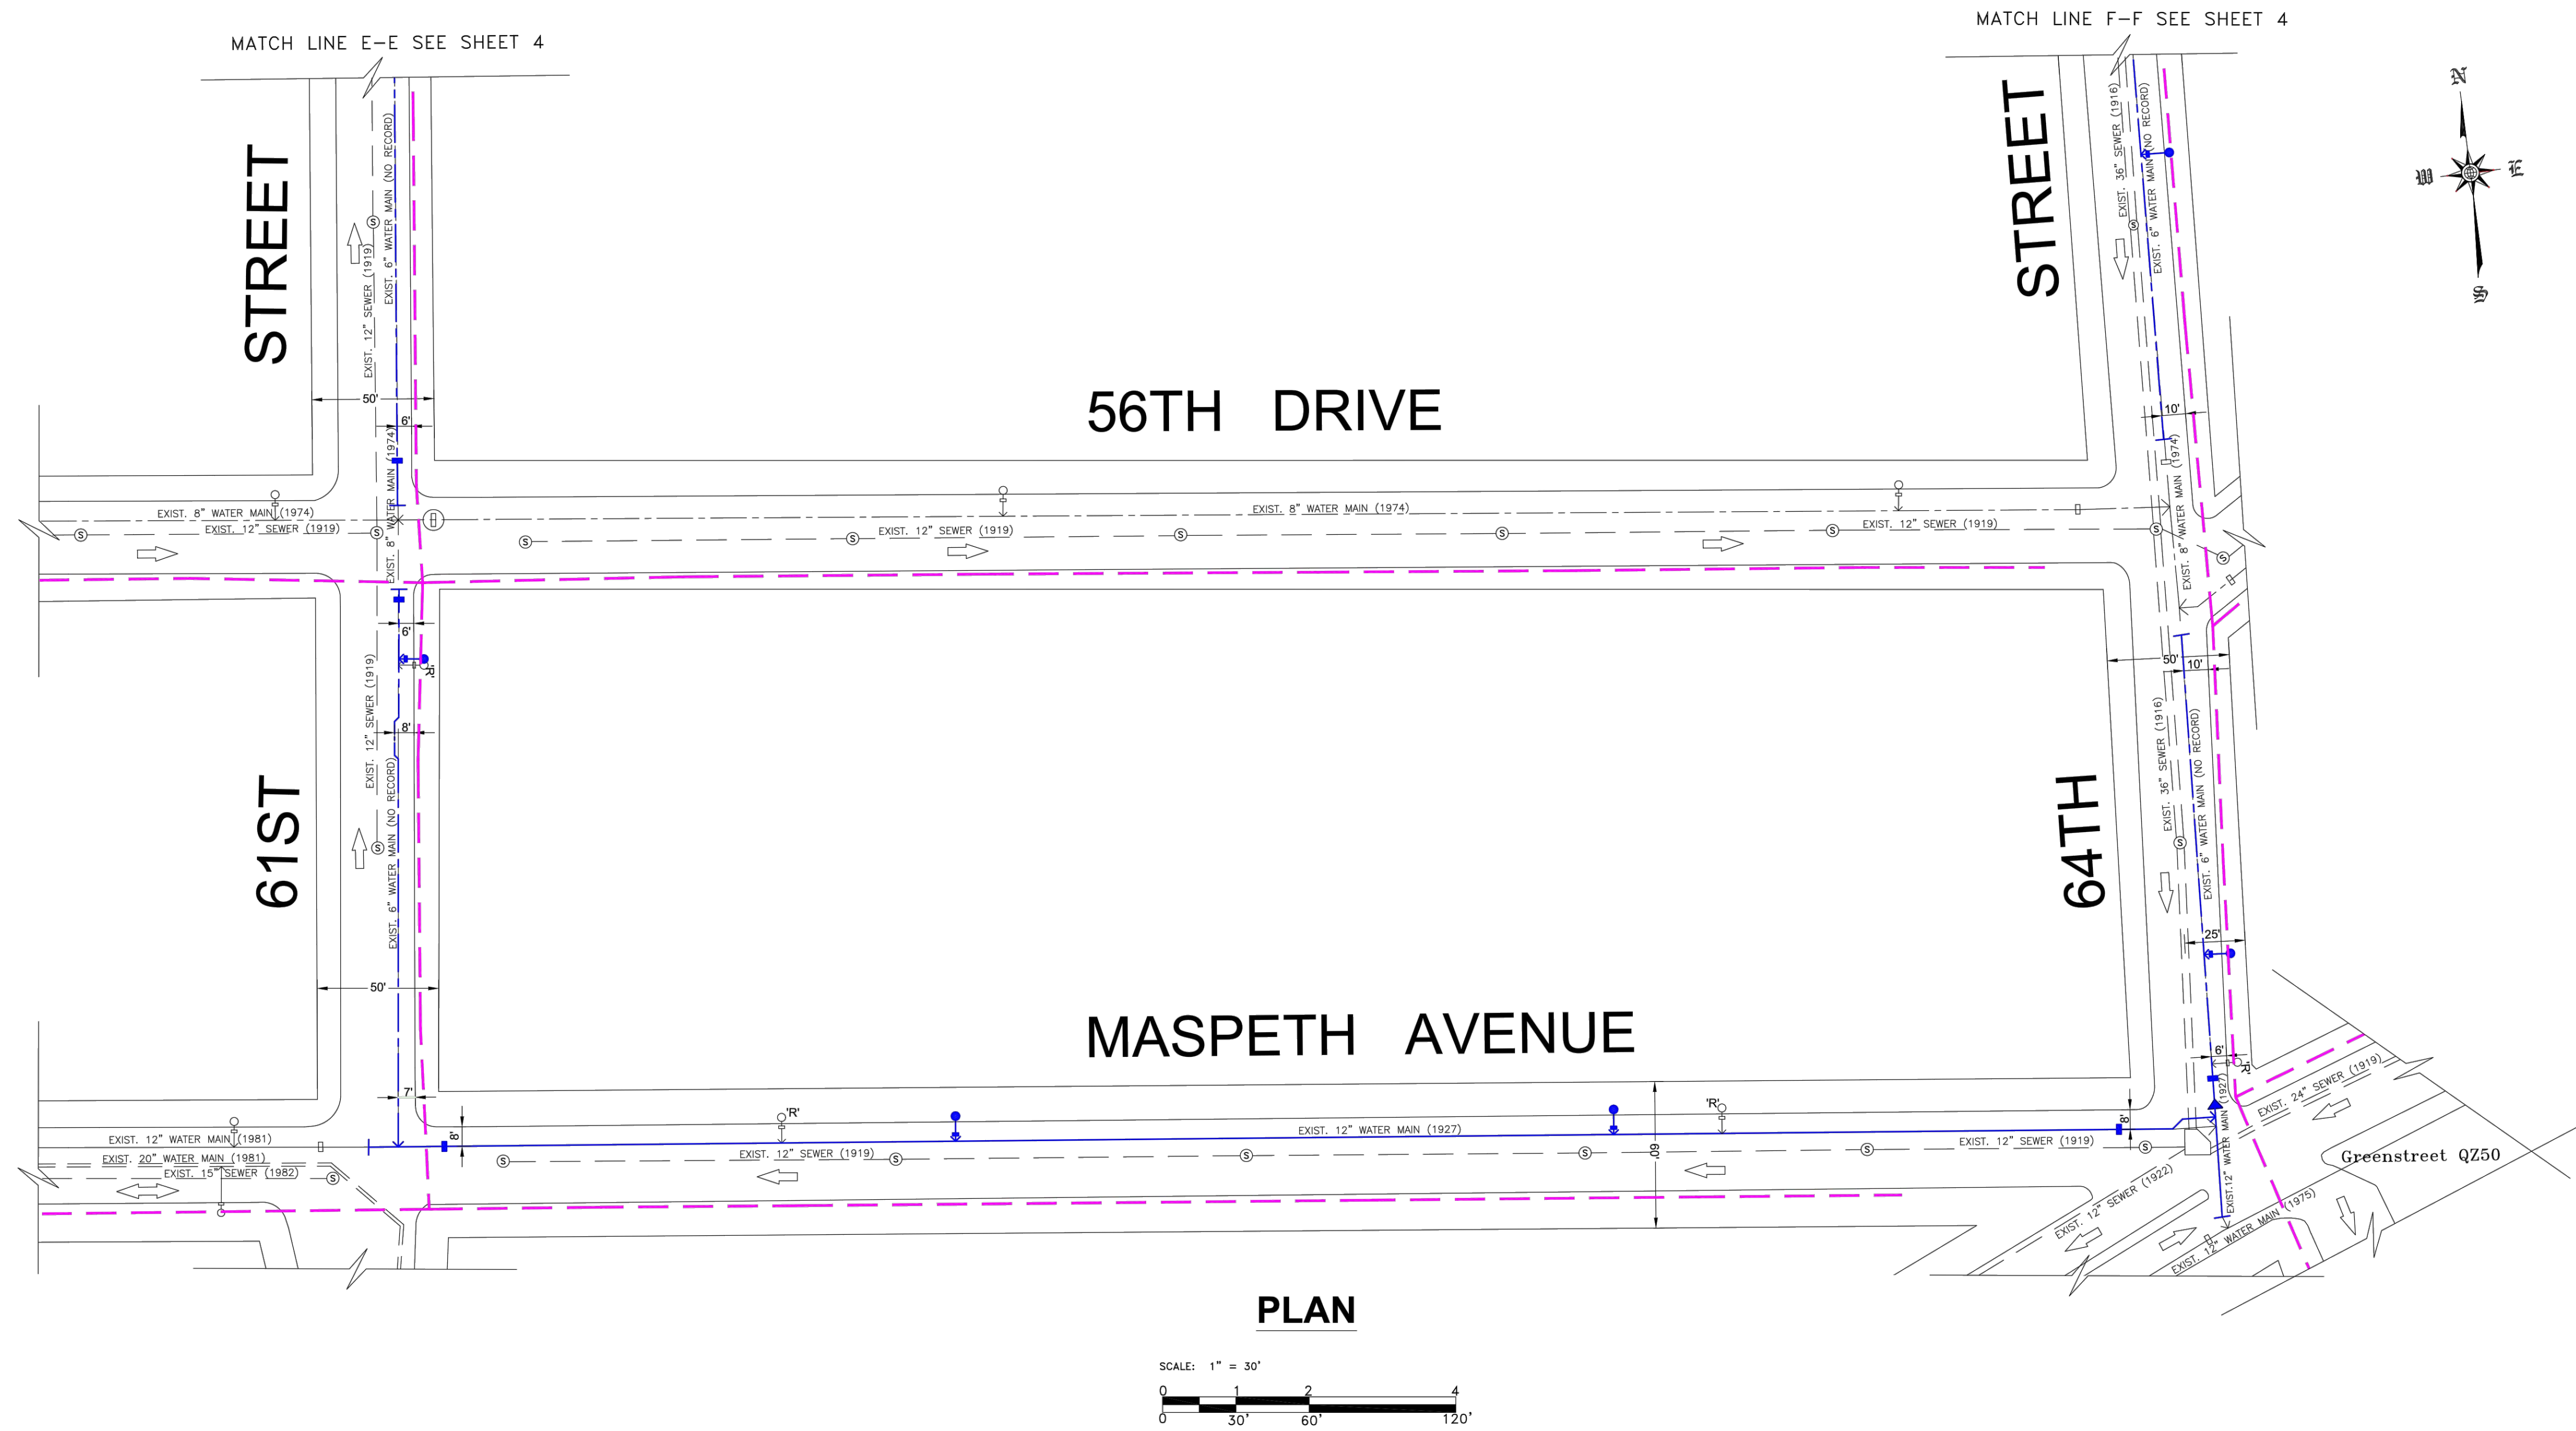 MATCH LINE E-E SEE SHEET 4
MATCH LINE F-F SEE SHEET 4
N
W
E
S
STREET
STREET
EXIST. 12" SEWER (1919)
EXIST. 6" WATER MAIN (NO RECORD)
EXIST. 36" SEWER (1916)
EXIST. 6" WATER MAIN (NO RECORD)
S
S
50'
6'
10'
56TH DRIVE
EXIST. 8" WATER MAIN (1974)
EXIST. 8" WATER MAIN (1974)
EXIST. 8" WATER MAIN (1974)
EXIST. 8" WATER MAIN (1974)
EXIST. 12" SEWER (1919)
EXIST. 12" SEWER (1919)
EXIST. 12" SEWER (1919)
S
S
S
S
S
S
S
S
S
6'
'R'
8'
50'
10'
EXIST. 12" SEWER (1919)
EXIST. 6" WATER MAIN (NO RECORD)
EXIST. 36" SEWER (1916)
EXIST. 6" WATER MAIN (NO RECORD)
S
S
61ST
64TH
25'
50'
MASPETH AVENUE
7'
6'
'R'
8'
'R'
'R'
8'
60'
EXIST. 12" WATER MAIN (1981)
EXIST. 12" WATER MAIN (1927)
EXIST. 12" WATER MAIN (1927)
EXIST. 24" SEWER (1919)
EXIST. 20" WATER MAIN (1981)
EXIST. 15" SEWER (1982)
EXIST. 12" SEWER (1919)
EXIST. 12" SEWER (1919)
S
S
S
S
S
S
S
Greenstreet QZ50
EXIST. 12" SEWER (1922)
EXIST. 12" WATER MAIN (1975)
PLAN
SCALE: 1" = 30'
0 1 2 4
0 30' 60' 120'